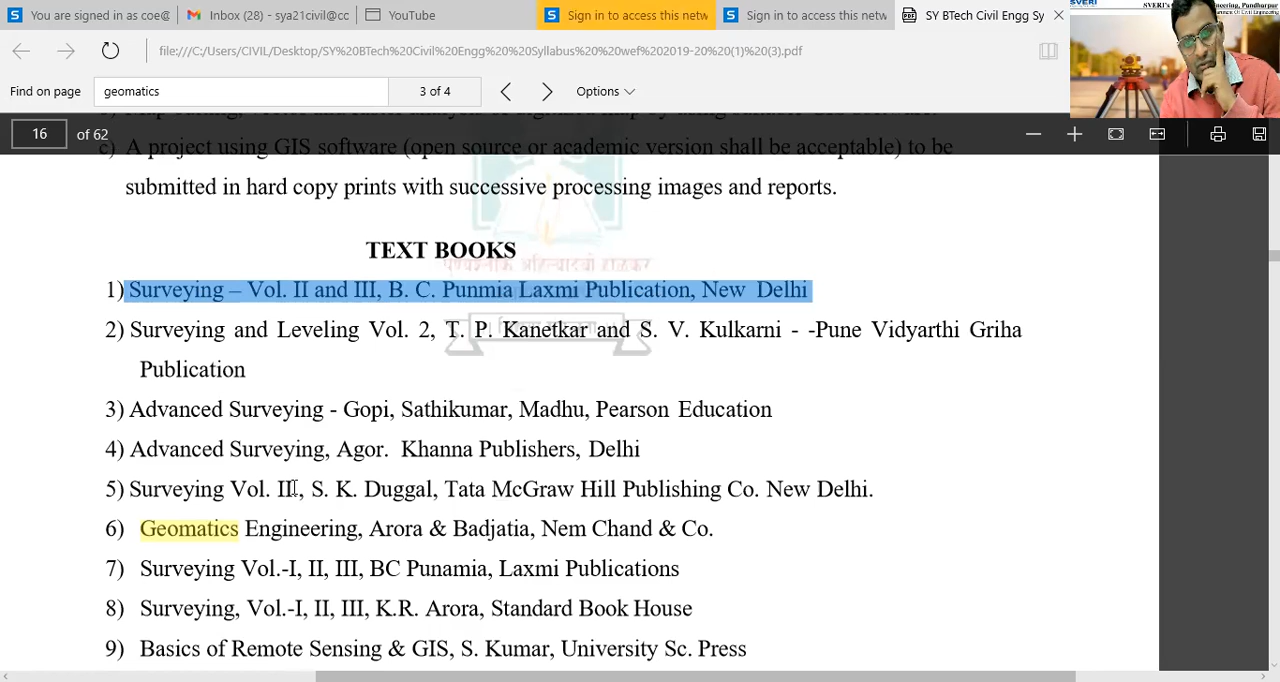 You are signed in as coe@
Inbox (28) - sya21civil@cc
YouTube
Sign in to access this netw
Sign in to access this netw
SY BTech Civil Engg Sy
SVERI
file:///C:/Users/CIVIL/Desktop/SY%20BTech%20Civil%20Engg%20%20Syllabus%20%20wef%202019-20%20(1)%20(3).pdf
Find on page
geomatics
3 of 4
Options
16
of 62
c) A project using GIS software (open source or academic version shall be acceptable) to be
submitted in hard copy prints with successive processing images and reports.
TEXT BOOKS
1) Surveying – Vol. II and III, B. C. Punmia Laxmi Publication, New Delhi
2) Surveying and Leveling Vol. 2, T. P. Kanetkar and S. V. Kulkarni - -Pune Vidyarthi Griha
Publication
3) Advanced Surveying - Gopi, Sathikumar, Madhu, Pearson Education
4) Advanced Surveying, Agor. Khanna Publishers, Delhi
5) Surveying Vol. III, S. K. Duggal, Tata McGraw Hill Publishing Co. New Delhi.
6) Geomatics Engineering, Arora & Badjatia, Nem Chand & Co.
7) Surveying Vol.-I, II, III, BC Punamia, Laxmi Publications
8) Surveying, Vol.-I, II, III, K.R. Arora, Standard Book House
9) Basics of Remote Sensing & GIS, S. Kumar, University Sc. Press